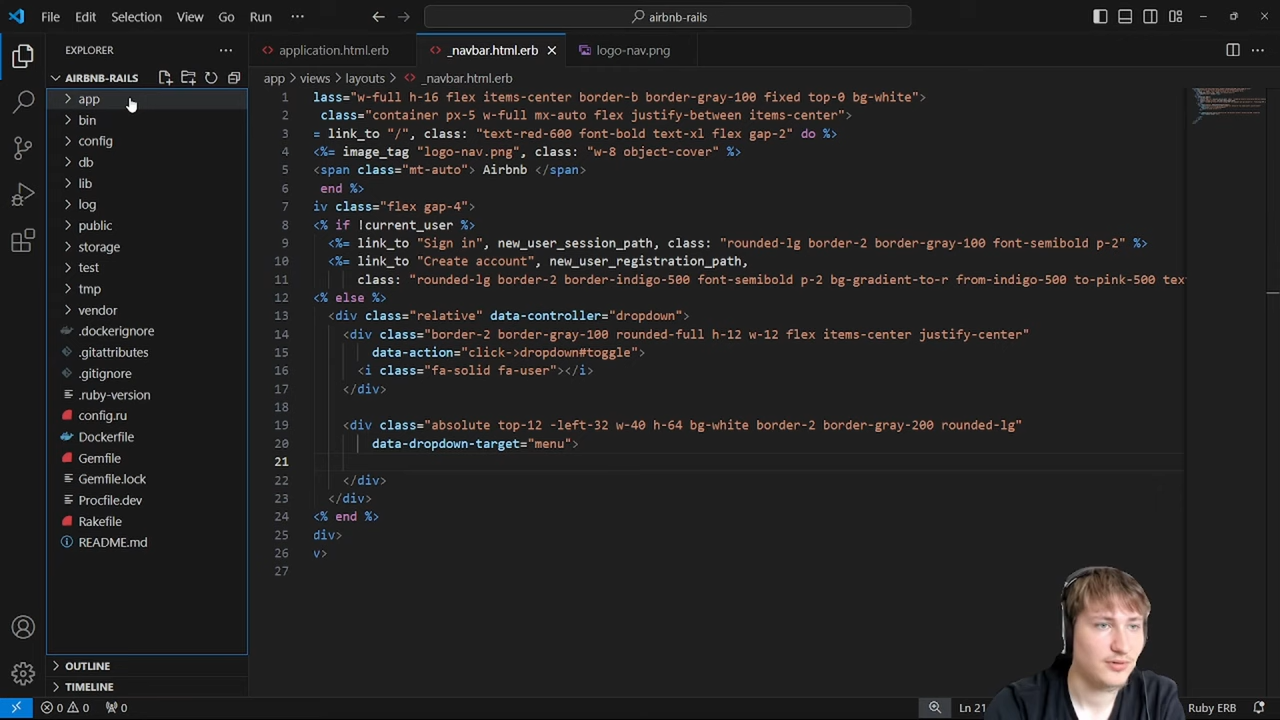 File Edit Selection View Go Run ··· airbnb-rails
EXPLORER ···
AIRBNB-RAILS
app
bin
config
db
lib
log
public
storage
test
tmp
vendor
.dockerignore
.gitattributes
.gitignore
.ruby-version
config.ru
Dockerfile
Gemfile
Gemfile.lock
Procfile.dev
Rakefile
README.md
OUTLINE
TIMELINE
application.html.erb _navbar.html.erb logo-nav.png
app > views > layouts > _navbar.html.erb
1 lass="w-full h-16 flex items-center border-b border-gray-100 fixed top-0 bg-white">
2 class="container px-5 w-full mx-auto flex justify-between items-center">
3 = link_to "/", class: "text-red-600 font-bold text-xl flex gap-2" do %>
4 <%= image_tag "logo-nav.png", class: "w-8 object-cover" %>
5 <span class="mt-auto"> Airbnb </span>
6 end %>
7 iv class="flex gap-4">
8 <% if !current_user %>
9 <%= link_to "Sign in", new_user_session_path, class: "rounded-lg border-2 border-gray-100 font-semibold p-2" %>
10 <%= link_to "Create account", new_user_registration_path,
11 class: "rounded-lg border-2 border-indigo-500 font-semibold p-2 bg-gradient-to-r from-indigo-500 to-pink-500 tex
12 <% else %>
13 <div class="relative" data-controller="dropdown">
14 <div class="border-2 border-gray-100 rounded-full h-12 w-12 flex items-center justify-center"
15 data-action="click->dropdown#toggle">
16 <i class="fa-solid fa-user"></i>
17 </div>
18
19 <div class="absolute top-12 -left-32 w-40 h-64 bg-white border-2 border-gray-200 rounded-lg"
20 data-dropdown-target="menu">
21
22 </div>
23 </div>
24 <% end %>
25 div>
26 v>
27
0 0 0 Ln 21 Ruby ERB